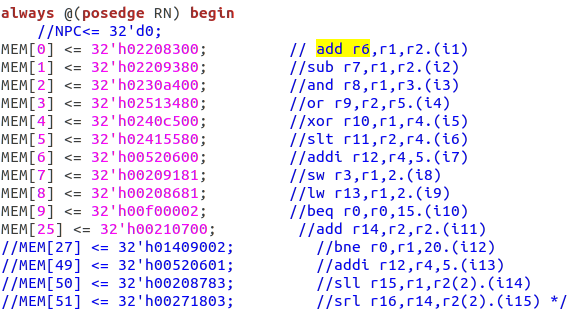 always @(posedge RN) begin
//NPC<= 32'd0;
MEM[0] <= 32'h02208300; // add r6,r1,r2.(i1)
MEM[1] <= 32'h02209380; //sub r7,r1,r2.(i2)
MEM[2] <= 32'h0230a400; //and r8,r1,r3.(i3)
MEM[3] <= 32'h02513480; //or r9,r2,r5.(i4)
MEM[4] <= 32'h0240c500; //xor r10,r1,r4.(i5)
MEM[5] <= 32'h02415580; //slt r11,r2,r4.(i6)
MEM[6] <= 32'h00520600; //addi r12,r4,5.(i7)
MEM[7] <= 32'h00209181; //sw r3,r1,2.(i8)
MEM[8] <= 32'h00208681; //lw r13,r1,2.(i9)
MEM[9] <= 32'h00f00002; //beq r0,r0,15.(i10)
MEM[25] <= 32'h00210700; //add r14,r2,r2.(i11)
//MEM[27] <= 32'h01409002; //bne r0,r1,20.(i12)
//MEM[49] <= 32'h00520601; //addi r12,r4,5.(i13)
//MEM[50] <= 32'h00208783; //sll r15,r1,r2(2).(i14)
//MEM[51] <= 32'h00271803; //srl r16,r14,r2(2).(i15) */